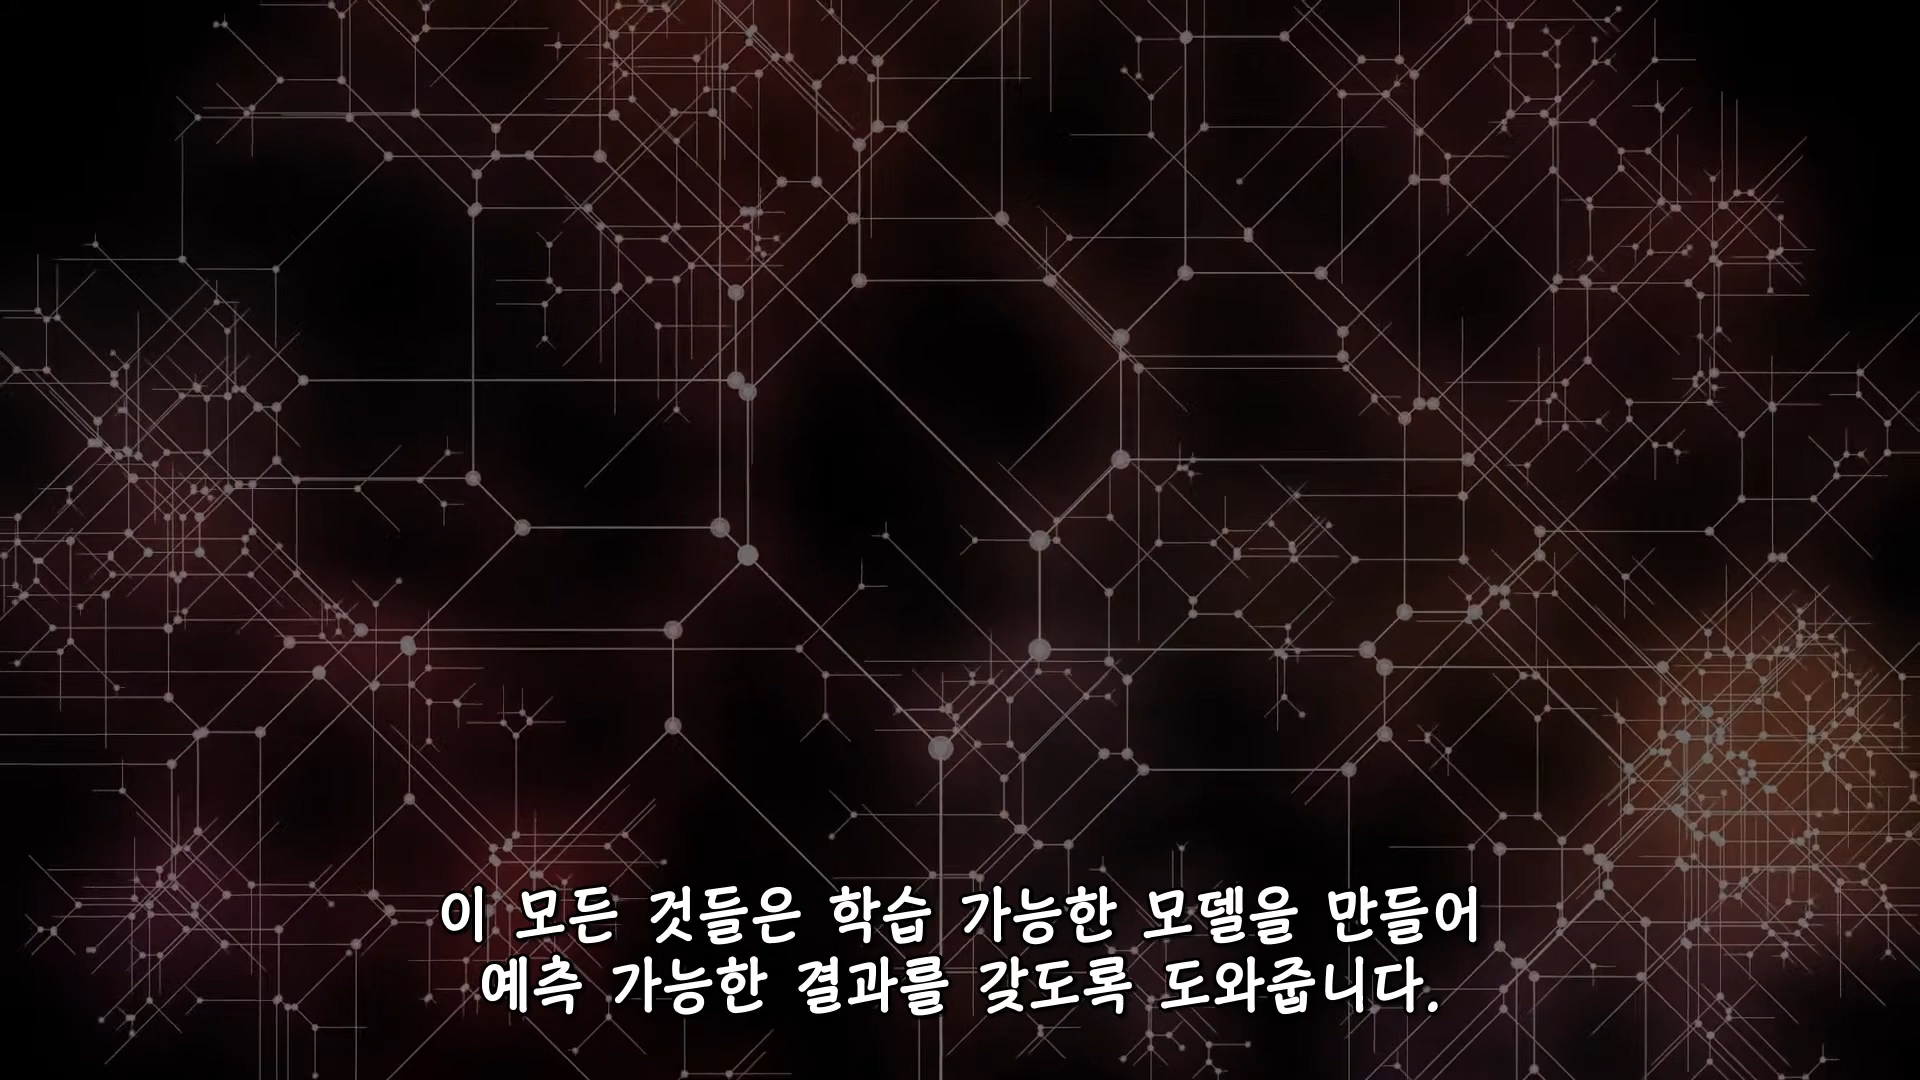 이 모든 것들은 학습 가능한 모델을 만들어
예측 가능한 결과를 갖도록 도와줍니다.